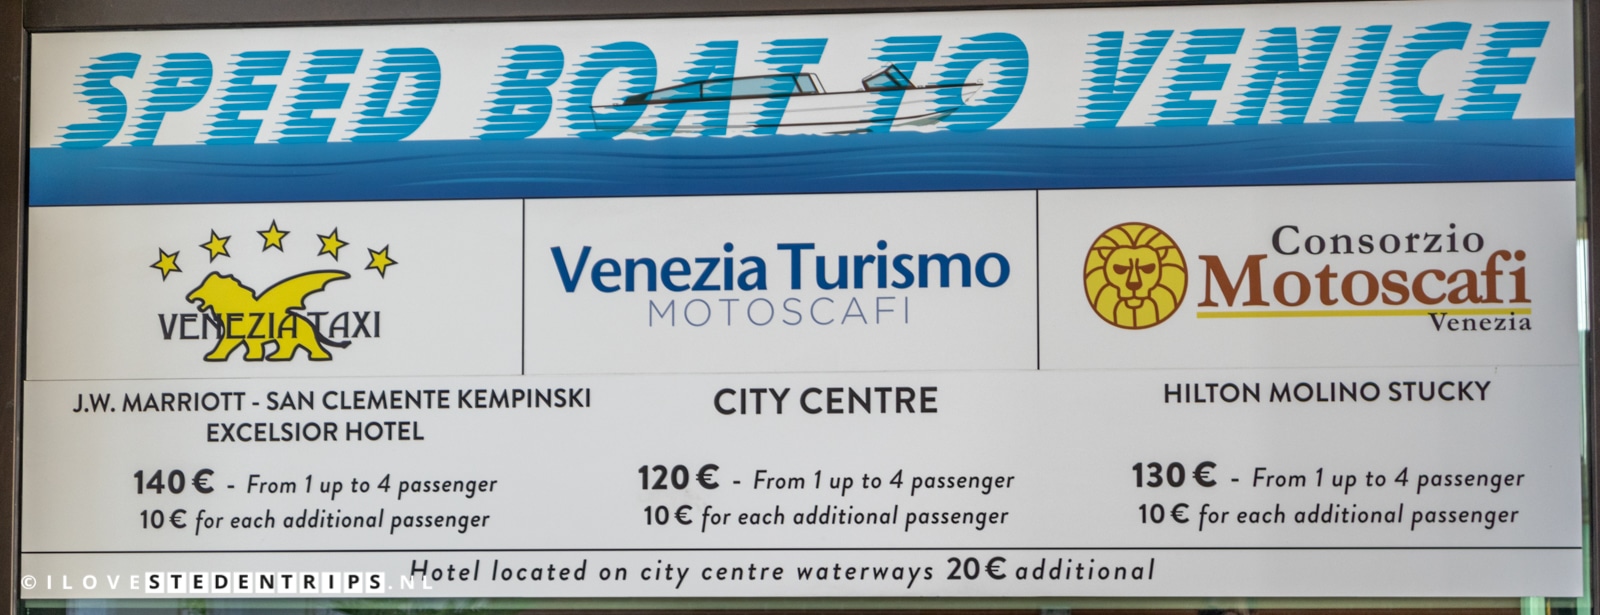 SPEED BOAT TO VENICE
VENEZIA TAXI
Venezia Turismo
MOTOSCAFI
Consorzio
Motoscafi
Venezia
J.W. MARRIOTT - SAN CLEMENTE KEMPINSKI
EXCELSIOR HOTEL
140 € - From 1 up to 4 passenger
10 € for each additional passenger
CITY CENTRE
120 € - From 1 up to 4 passenger
10 € for each additional passenger
HILTON MOLINO STUCKY
130 € - From 1 up to 4 passenger
10 € for each additional passenger
Hotel located on city centre waterways 20 € additional
© ILOVESTEDENTRIPS.NL